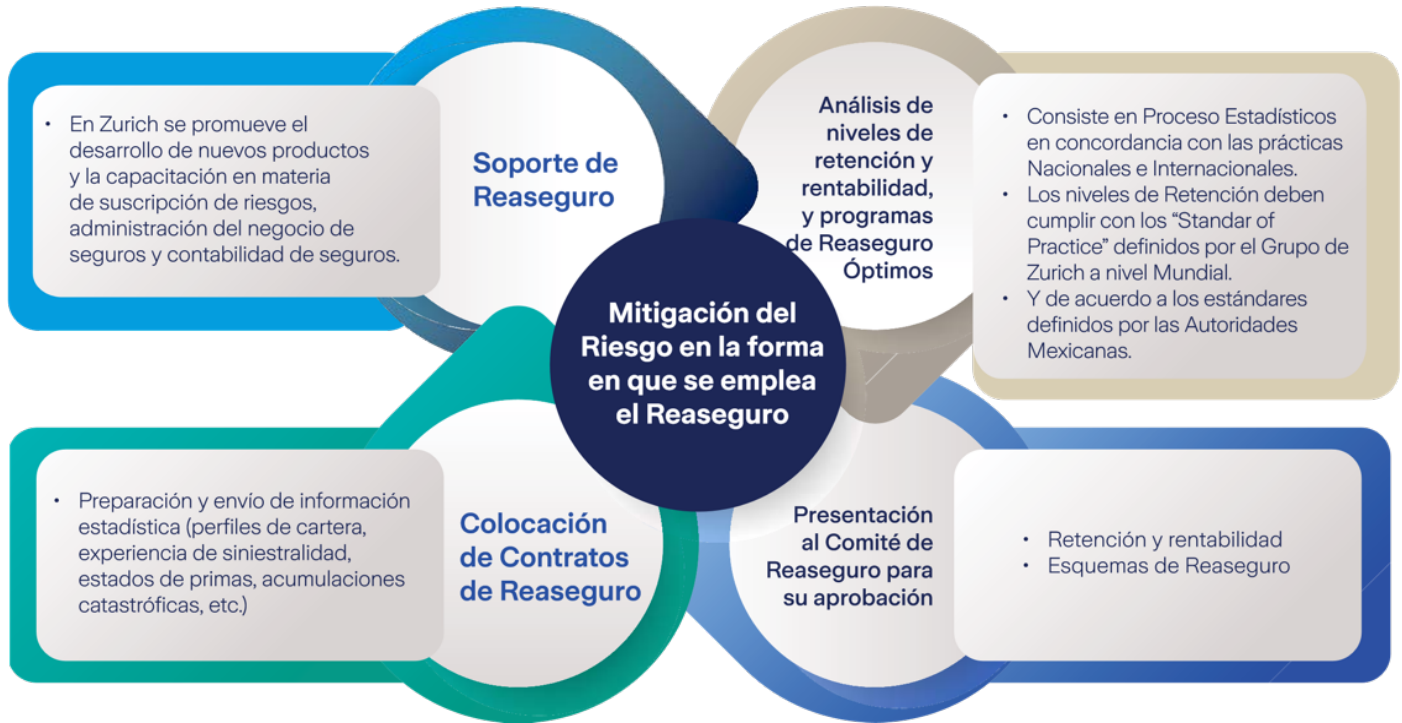 • En Zurich se promueve el
desarrollo de nuevos productos
y la capacitación en materia
de suscripción de riesgos,
administración del negocio de
seguros y contabilidad de seguros.
Soporte de
Reaseguro
Análisis de
niveles de
retención y
rentabilidad,
y programas
de Reaseguro
Óptimos
• Consiste en Proceso Estadísticos
en concordancia con las prácticas
Nacionales e Internacionales.
• Los niveles de Retención deben
cumplir con los “Standar of
Practice” definidos por el Grupo de
Zurich a nivel Mundial.
• Y de acuerdo a los estándares
definidos por las Autoridades
Mexicanas.
Mitigación del
Riesgo en la forma
en que se emplea
el Reaseguro
• Preparación y envío de información
estadística (perfiles de cartera,
experiencia de siniestralidad,
estados de primas, acumulaciones
catastróficas, etc.)
Colocación
de Contratos
de Reaseguro
Presentación
al Comité de
Reaseguro para
su aprobación
• Retención y rentabilidad
• Esquemas de Reaseguro